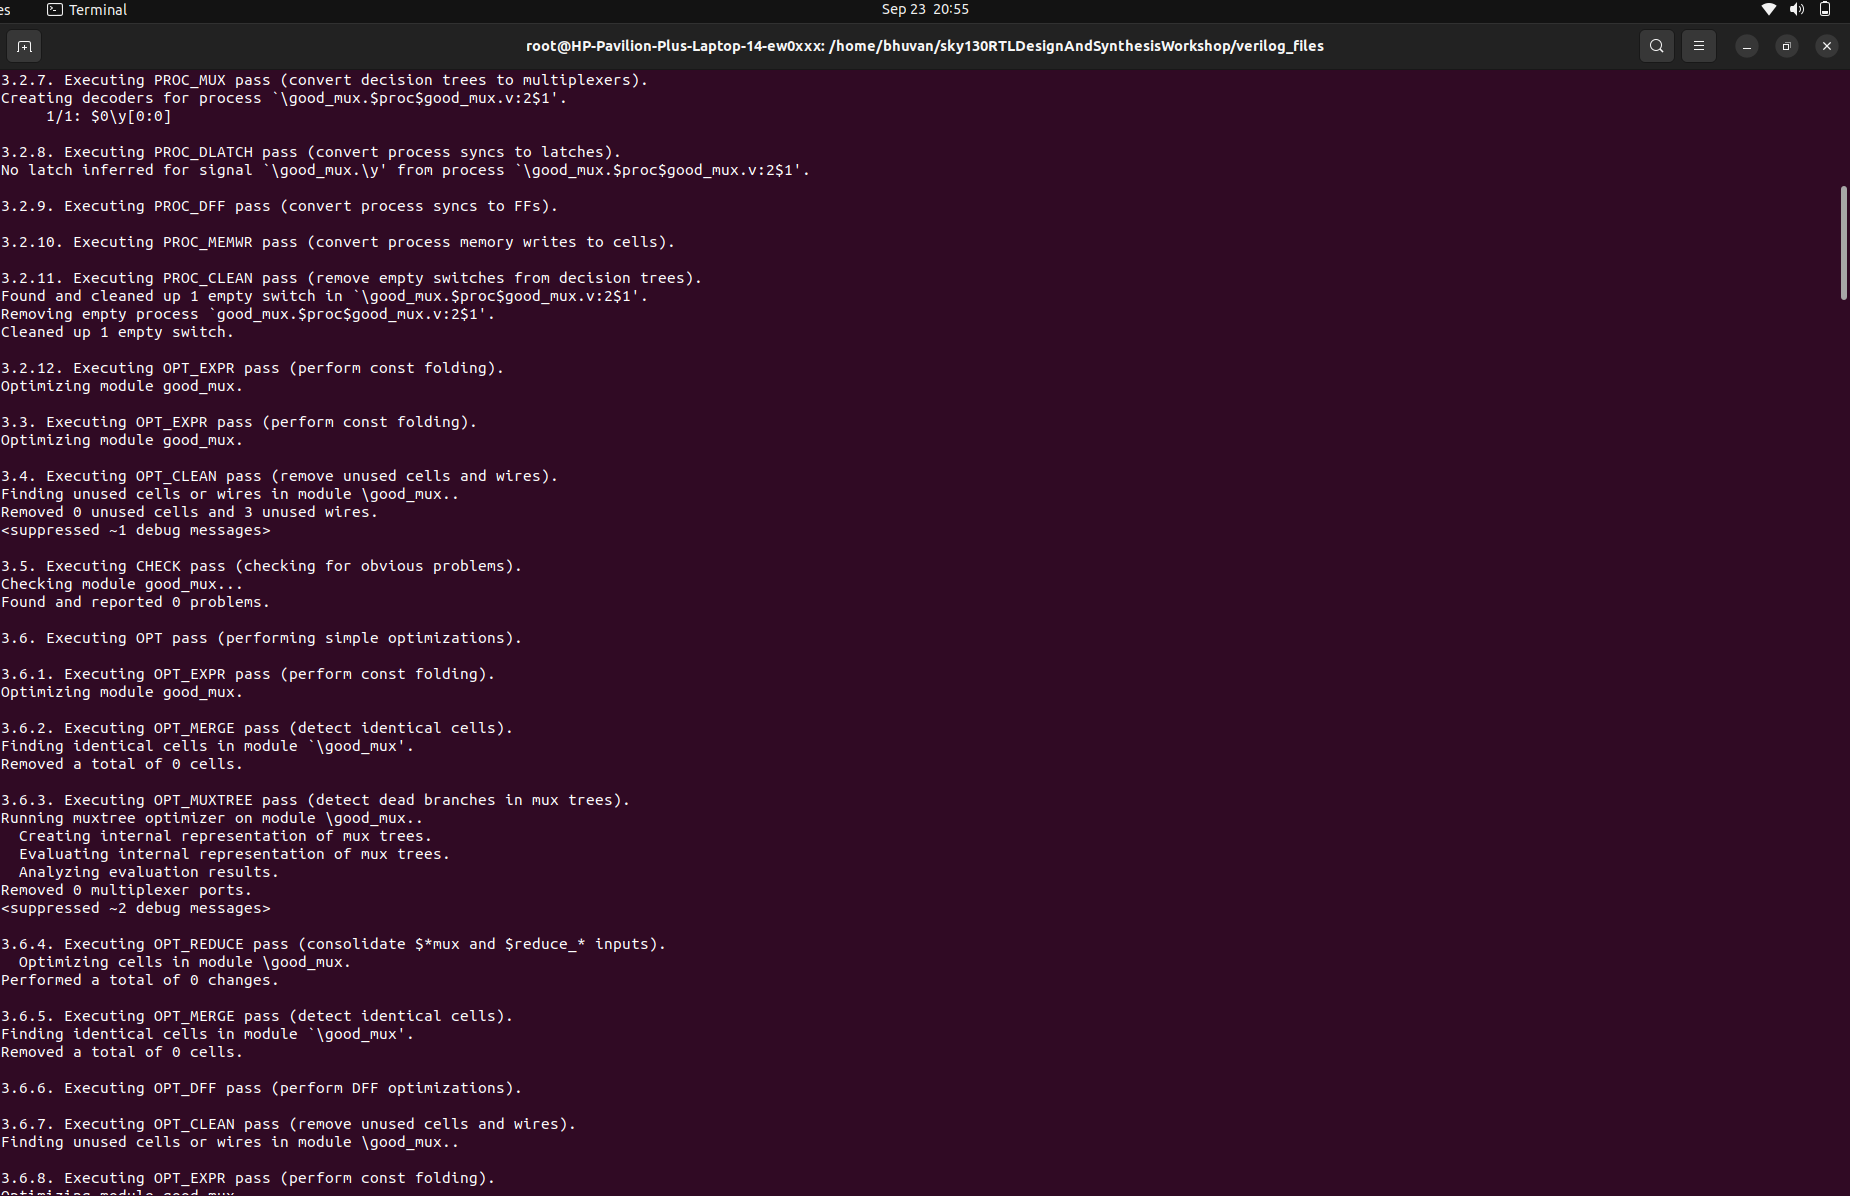 es
Terminal
Sep 23 20:55
root@HP-Pavilion-Plus-Laptop-14-ew0xxx: /home/bhuvan/sky130RTLDesignAndSynthesisWorkshop/verilog_files
3.2.7. Executing PROC_MUX pass (convert decision trees to multiplexers).
Creating decoders for process `\good_mux.$proc$good_mux.v:2$1'.
     1/1: $0\y[0:0]
3.2.8. Executing PROC_DLATCH pass (convert process syncs to latches).
No latch inferred for signal `\good_mux.\y' from process `\good_mux.$proc$good_mux.v:2$1'.
3.2.9. Executing PROC_DFF pass (convert process syncs to FFs).
3.2.10. Executing PROC_MEMWR pass (convert process memory writes to cells).
3.2.11. Executing PROC_CLEAN pass (remove empty switches from decision trees).
Found and cleaned up 1 empty switch in `\good_mux.$proc$good_mux.v:2$1'.
Removing empty process `good_mux.$proc$good_mux.v:2$1'.
Cleaned up 1 empty switch.
3.2.12. Executing OPT_EXPR pass (perform const folding).
Optimizing module good_mux.
3.3. Executing OPT_EXPR pass (perform const folding).
Optimizing module good_mux.
3.4. Executing OPT_CLEAN pass (remove unused cells and wires).
Finding unused cells or wires in module \good_mux..
Removed 0 unused cells and 3 unused wires.
<suppressed ~1 debug messages>
3.5. Executing CHECK pass (checking for obvious problems).
Checking module good_mux...
Found and reported 0 problems.
3.6. Executing OPT pass (performing simple optimizations).
3.6.1. Executing OPT_EXPR pass (perform const folding).
Optimizing module good_mux.
3.6.2. Executing OPT_MERGE pass (detect identical cells).
Finding identical cells in module `\good_mux'.
Removed a total of 0 cells.
3.6.3. Executing OPT_MUXTREE pass (detect dead branches in mux trees).
Running muxtree optimizer on module \good_mux..
  Creating internal representation of mux trees.
  Evaluating internal representation of mux trees.
  Analyzing evaluation results.
Removed 0 multiplexer ports.
<suppressed ~2 debug messages>
3.6.4. Executing OPT_REDUCE pass (consolidate $*mux and $reduce_* inputs).
  Optimizing cells in module \good_mux.
Performed a total of 0 changes.
3.6.5. Executing OPT_MERGE pass (detect identical cells).
Finding identical cells in module `\good_mux'.
Removed a total of 0 cells.
3.6.6. Executing OPT_DFF pass (perform DFF optimizations).
3.6.7. Executing OPT_CLEAN pass (remove unused cells and wires).
Finding unused cells or wires in module \good_mux..
3.6.8. Executing OPT_EXPR pass (perform const folding).
Optimizing module good_mux.